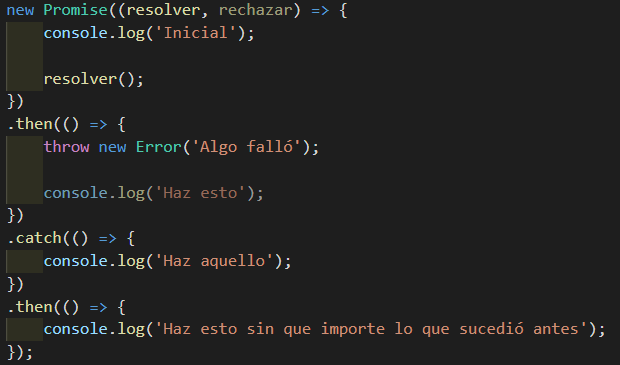 new Promise((resolver, rechazar) => {
console.log('Inicial');
resolver();
})
.then(() => {
throw new Error('Algo falló');
console.log('Haz esto');
})
.catch(() => {
console.log('Haz aquello');
})
.then(() => {
console.log('Haz esto sin que importe lo que sucedió antes');
});